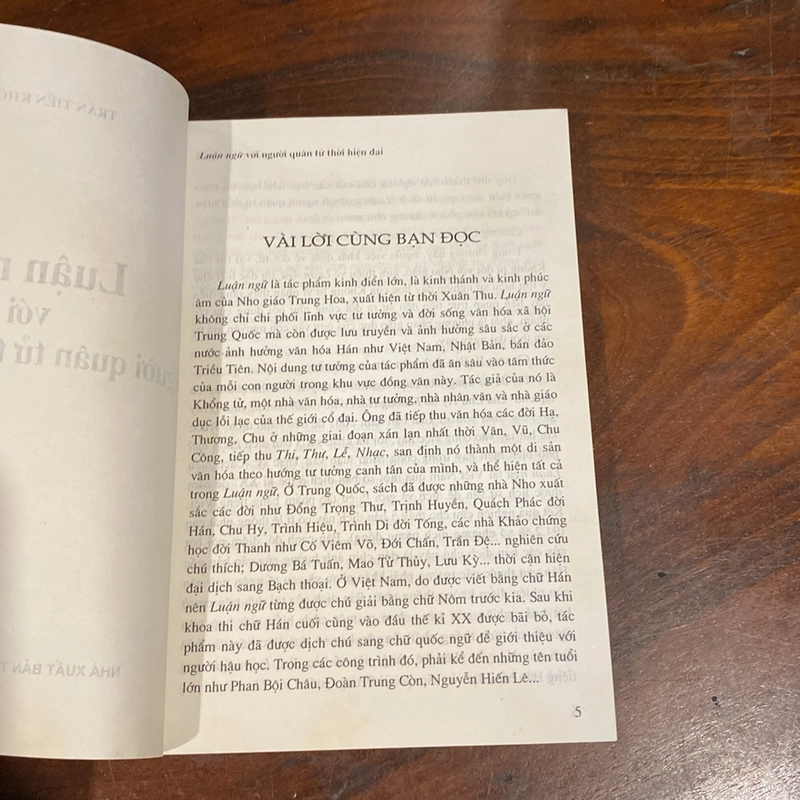 Luận ngữ với người quân tử thời hiện đại
VÀI LỜI CÙNG BẠN ĐỌC
Luận ngữ là tác phẩm kinh điển lớn, là kinh thánh và kinh phúc
âm của Nho giáo Trung Hoa, xuất hiện từ thời Xuân Thu. Luận ngữ
không chỉ chi phối lĩnh vực tư tưởng và đời sống văn hóa xã hội
Trung Quốc mà còn được lưu truyền và ảnh hưởng sâu sắc ở các
nước ảnh hưởng văn hóa Hán như Việt Nam, Nhật Bản, bán đảo
Triều Tiên. Nội dung tư tưởng của tác phẩm đã ăn sâu vào tâm thức
của mỗi con người trong khu vực đồng văn này. Tác giả của nó là
Khổng tử, một nhà văn hóa, nhà tư tưởng, nhà nhân văn và nhà giáo
dục lỗi lạc của thế giới cổ đại. Ông đã tiếp thu văn hóa các đời Hạ,
Thương, Chu ở những giai đoạn xán lạn nhất thời Văn, Vũ, Chu
Công, tiếp thu Thi, Thư, Lễ, Nhạc, san định nó thành một di sản
văn hóa theo hướng tư tưởng canh tân của mình, và thể hiện tất cả
trong Luận ngữ, Ở Trung Quốc, sách đã được những nhà Nho xuất
sắc các đời như Đổng Trọng Thư, Trịnh Huyền, Quách Phác đời
Hán, Chu Hy, Trình Hiệu, Trình Di đời Tống, các nhà Khảo chứng
học đời Thanh như Cố Viêm Võ, Đới Chấn, Trần Đệ... nghiên cứu
chú thích; Dương Bá Tuấn, Mao Tử Thủy, Lưu Kỳ... thời cận hiện
đại dịch sang Bạch thoại. Ở Việt Nam, do được viết bằng chữ Hán
nên Luận ngữ từng được chú giải bằng chữ Nôm trước kia. Sau khi
khoa thi chữ Hán cuối cùng vào đầu thế kỉ XX được bãi bỏ, tác
phẩm này đã được dịch chú sang chữ quốc ngữ để giới thiệu với
người hậu học. Trong các công trình đó, phải kể đến những tên tuổi
lớn như Phan Bội Châu, Đoàn Trung Còn, Nguyễn Hiến Lê...
5